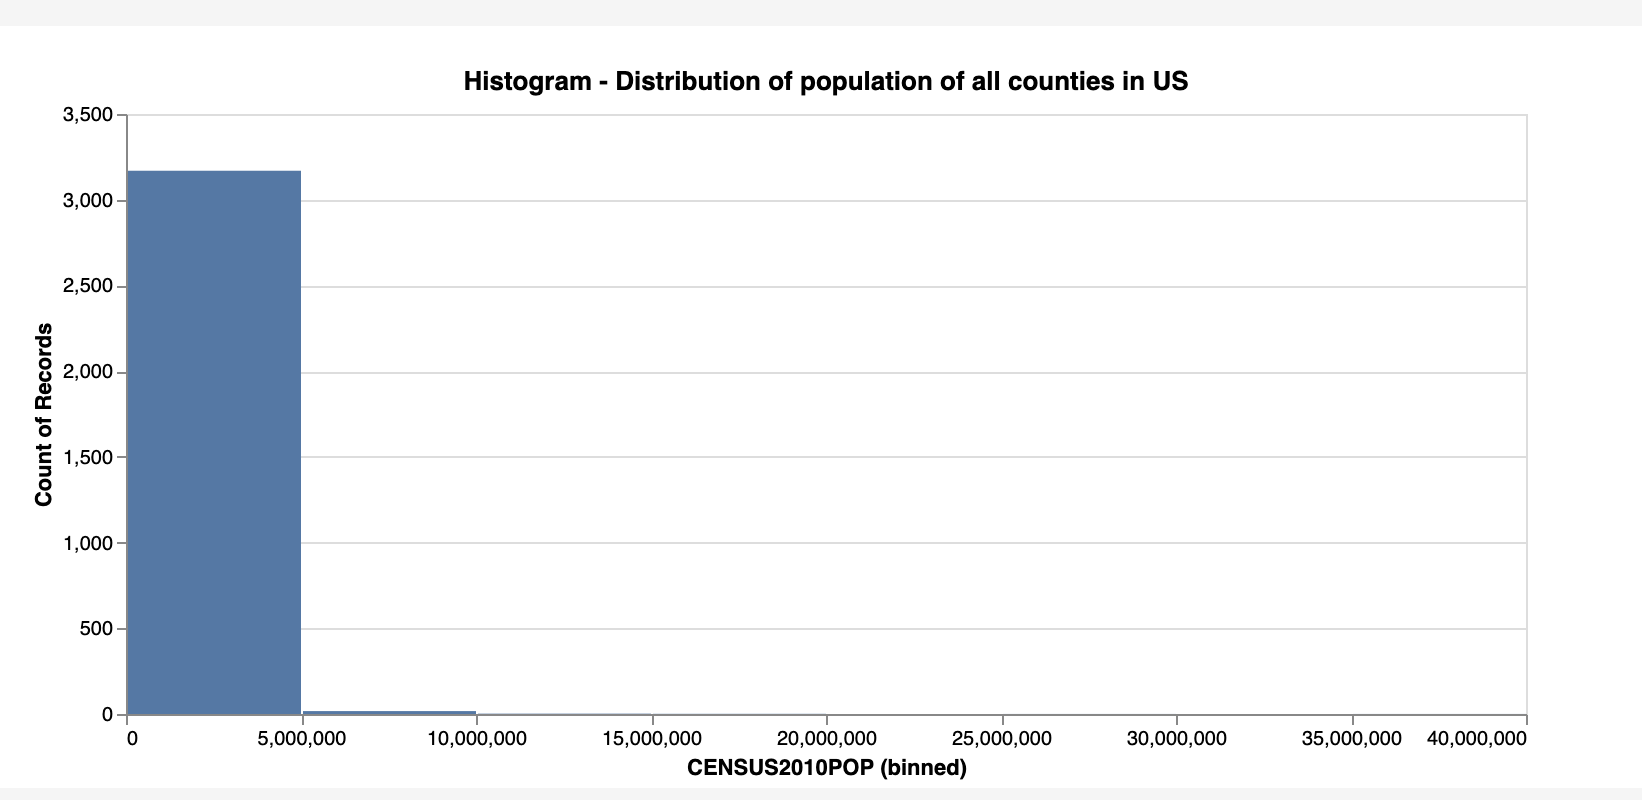 Histogram - Distribution of population of all counties in US
3,500
3,000
2,500
2,000
1,500
1,000
500
0
Count of Records
0 5,000,000 10,000,000 15,000,000 20,000,000 25,000,000 30,000,000 35,000,000 40,000,000
CENSUS2010POP (binned)